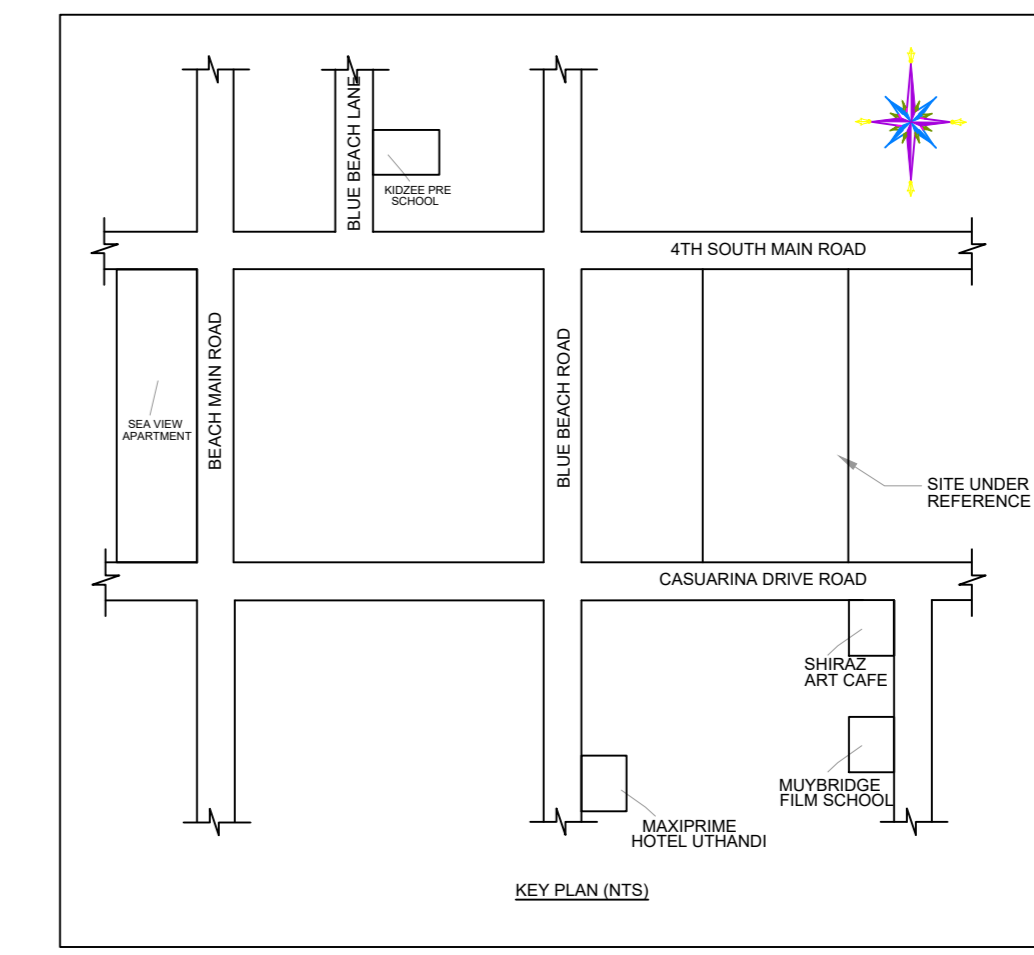 BLUE BEACH LANE
KIDZEE PRE
SCHOOL
4TH SOUTH MAIN ROAD
BEACH MAIN ROAD
BLUE BEACH ROAD
SEA VIEW
APARTMENT
SITE UNDER
REFERENCE
CASUARINA DRIVE ROAD
SHIRAZ
ART CAFE
MUYBRIDGE
FILM SCHOOL
MAXIPRIME
HOTEL UTHANDI
KEY PLAN (NTS)